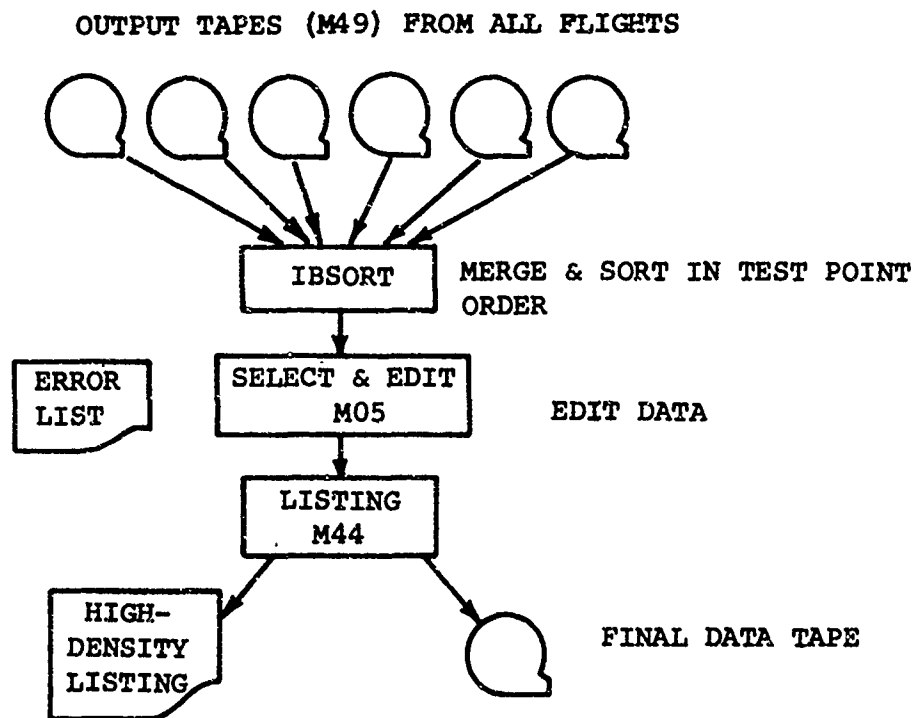 OUTPUT TAPES (M49) FROM ALL FLIGHTS
IBSORT
MERGE & SORT IN TEST POINT
ORDER
ERROR
LIST
SELECT & EDIT
M05
EDIT DATA
LISTING
M44
HIGH-
DENSITY
LISTING
FINAL DATA TAPE